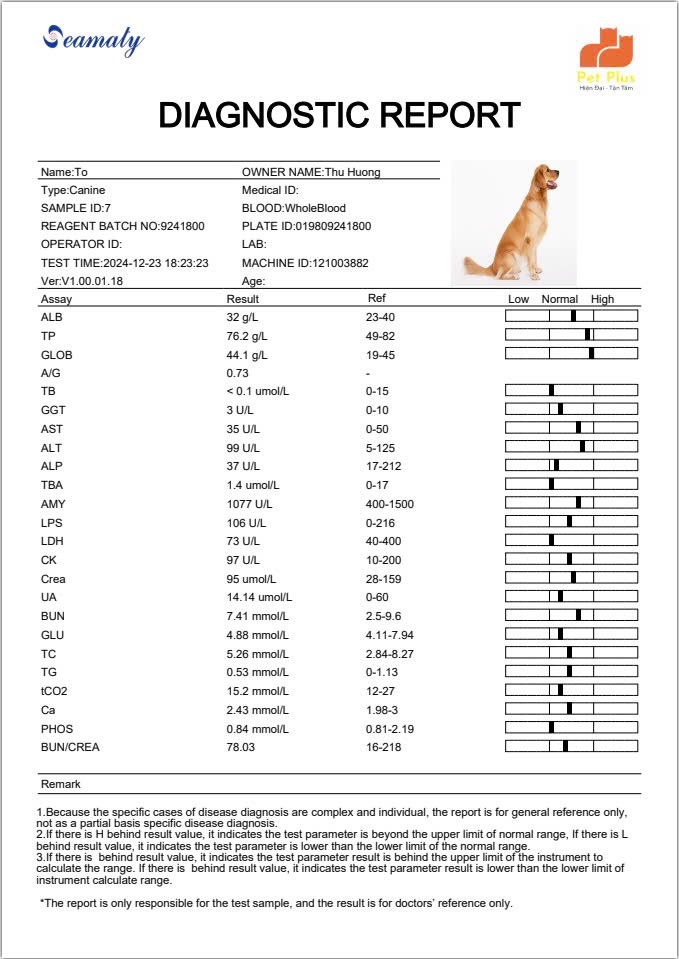 Seamaty
Pet Plus
Hiện Đại - Tận Tâm
DIAGNOSTIC REPORT
Name:To OWNER NAME:Thu Huong
Type:Canine Medical ID:
SAMPLE ID:7 BLOOD:WholeBlood
REAGENT BATCH NO:9241800 PLATE ID:019809241800
OPERATOR ID: LAB:
TEST TIME:2024-12-23 18:23:23 MACHINE ID:121003882
Ver:V1.00.01.18 Age:
Assay Result Ref Low Normal High
ALB 32 g/L 23-40
TP 76.2 g/L 49-82
GLOB 44.1 g/L 19-45
A/G 0.73 -
TB < 0.1 umol/L 0-15
GGT 3 U/L 0-10
AST 35 U/L 0-50
ALT 99 U/L 5-125
ALP 37 U/L 17-212
TBA 1.4 umol/L 0-17
AMY 1077 U/L 400-1500
LPS 106 U/L 0-216
LDH 73 U/L 40-400
CK 97 U/L 10-200
Crea 95 umol/L 28-159
UA 14.14 umol/L 0-60
BUN 7.41 mmol/L 2.5-9.6
GLU 4.88 mmol/L 4.11-7.94
TC 5.26 mmol/L 2.84-8.27
TG 0.53 mmol/L 0-1.13
tCO2 15.2 mmol/L 12-27
Ca 2.43 mmol/L 1.98-3
PHOS 0.84 mmol/L 0.81-2.19
BUN/CREA 78.03 16-218
Remark
1.Because the specific cases of disease diagnosis are complex and individual, the report is for general reference only,
not as a partial basis specific disease diagnosis.
2.If there is H behind result value, it indicates the test parameter is beyond the upper limit of normal range, If there is L
behind result value, it indicates the test parameter is lower than the lower limit of the normal range.
3.If there is behind result value, it indicates the test parameter result is behind the upper limit of the instrument to
calculate the range. If there is behind result value, it indicates the test parameter result is lower than the lower limit of
instrument calculate range.
*The report is only responsible for the test sample, and the result is for doctors' reference only.